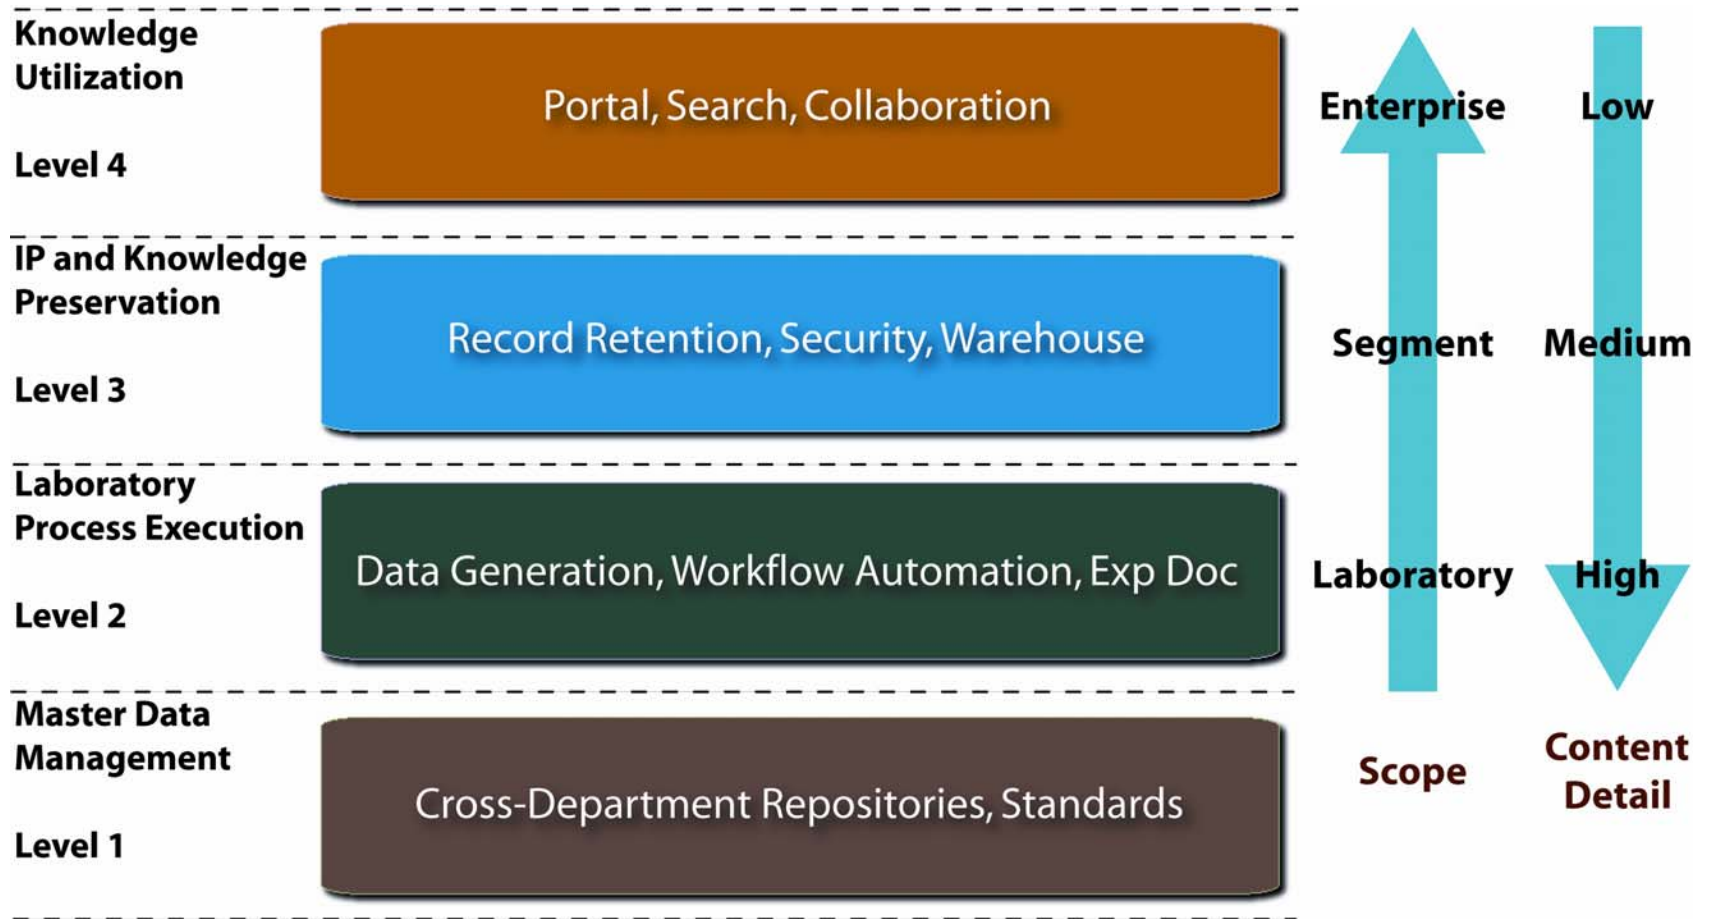 Knowledge
Utilization
Level 4
Portal, Search, Collaboration
Enterprise
Low
IP and Knowledge
Preservation
Level 3
Record Retention, Security, Warehouse
Segment
Medium
Laboratory
Process Execution
Level 2
Data Generation, Workflow Automation, Exp Doc
Laboratory
High
Master Data
Management
Level 1
Cross-Department Repositories, Standards
Scope
Content
Detail